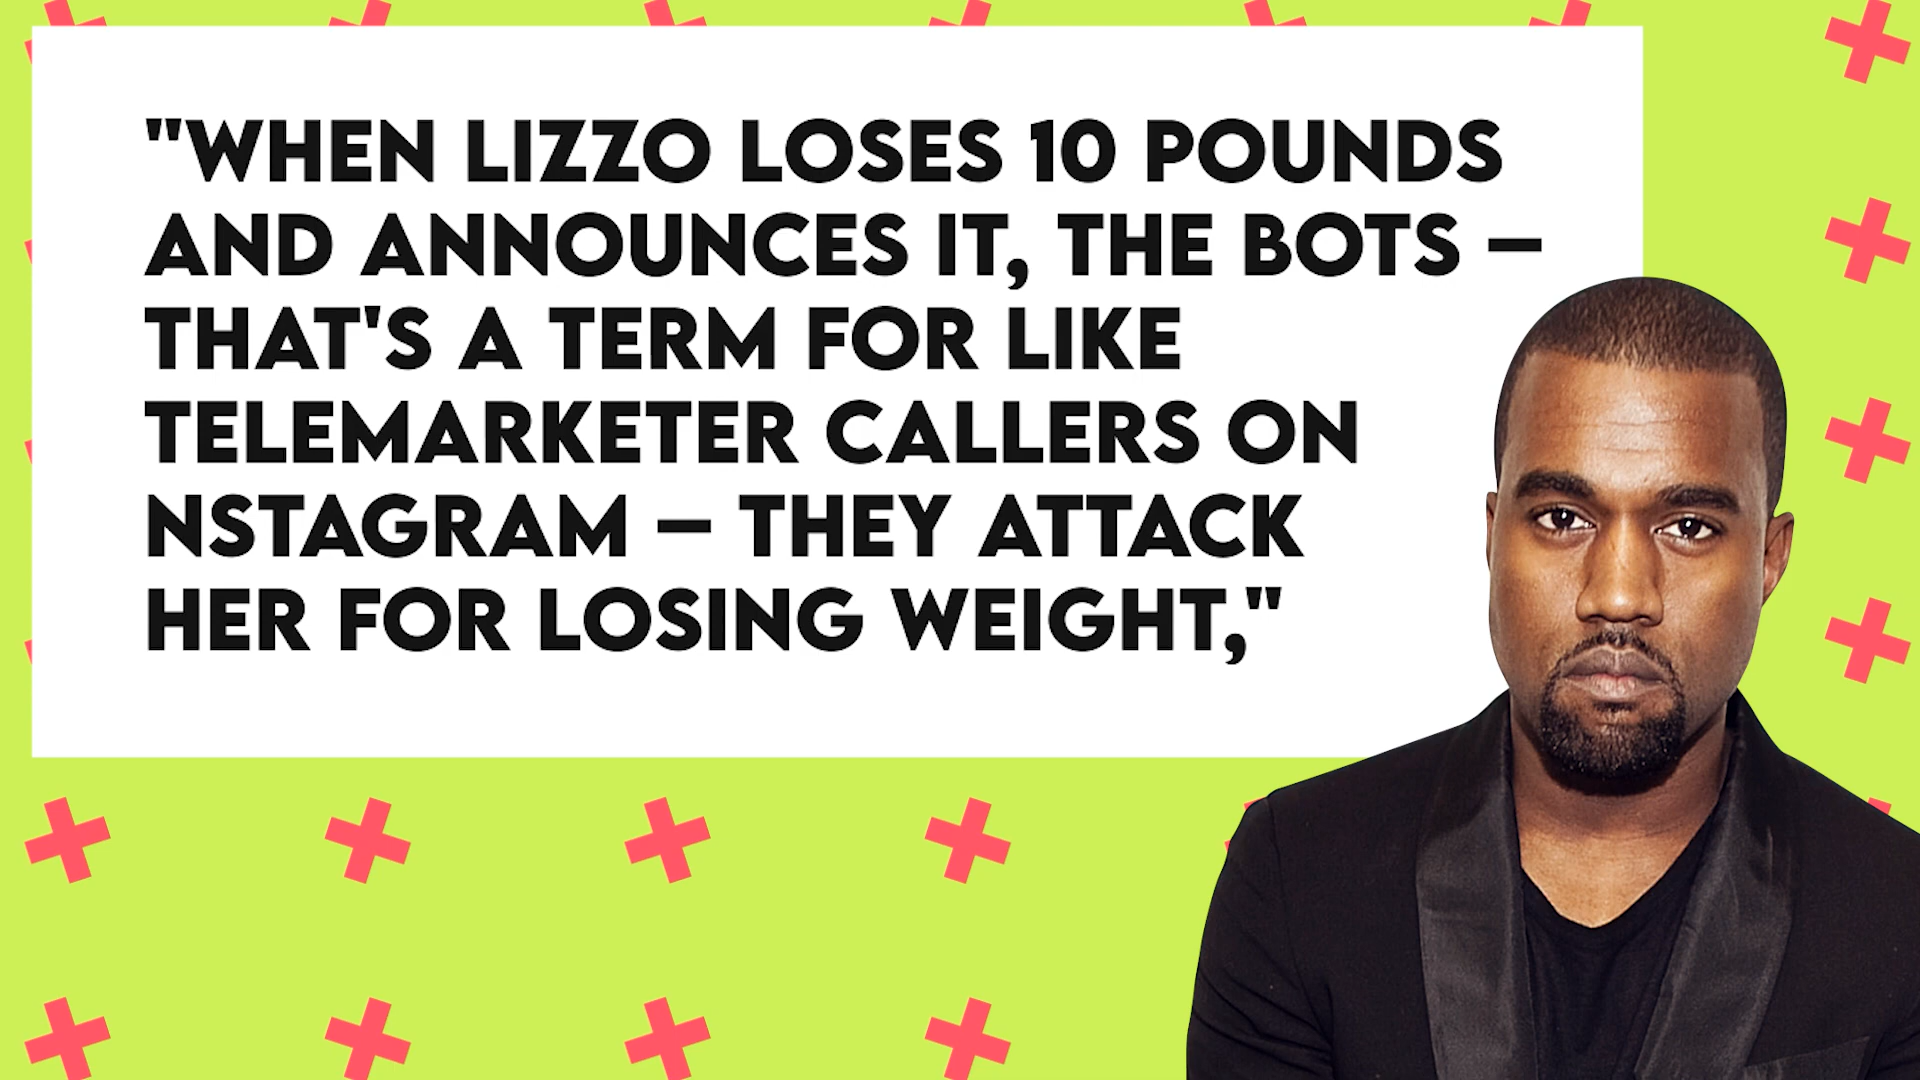 "WHEN LIZZO LOSES 10 POUNDS
AND ANNOUNCES IT, THE BOTS –
THAT'S A TERM FOR LIKE
TELEMARKETER CALLERS ON
NSTAGRAM – THEY ATTACK
HER FOR LOSING WEIGHT,"